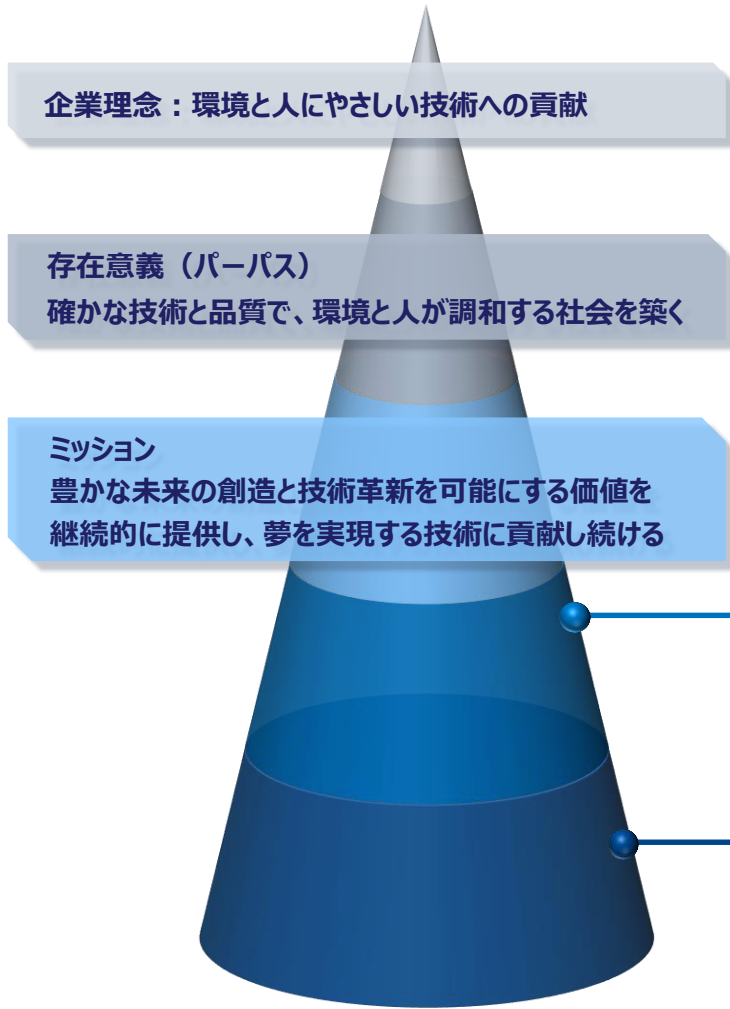 企業理念：環境と人にやさしい技術への貢献
存在意義（パーパス）
確かな技術と品質で、環境と人が調和する社会を築く
ミッション
豊かな未来の創造と技術革新を可能にする価値を
継続的に提供し、夢を実現する技術に貢献し続ける